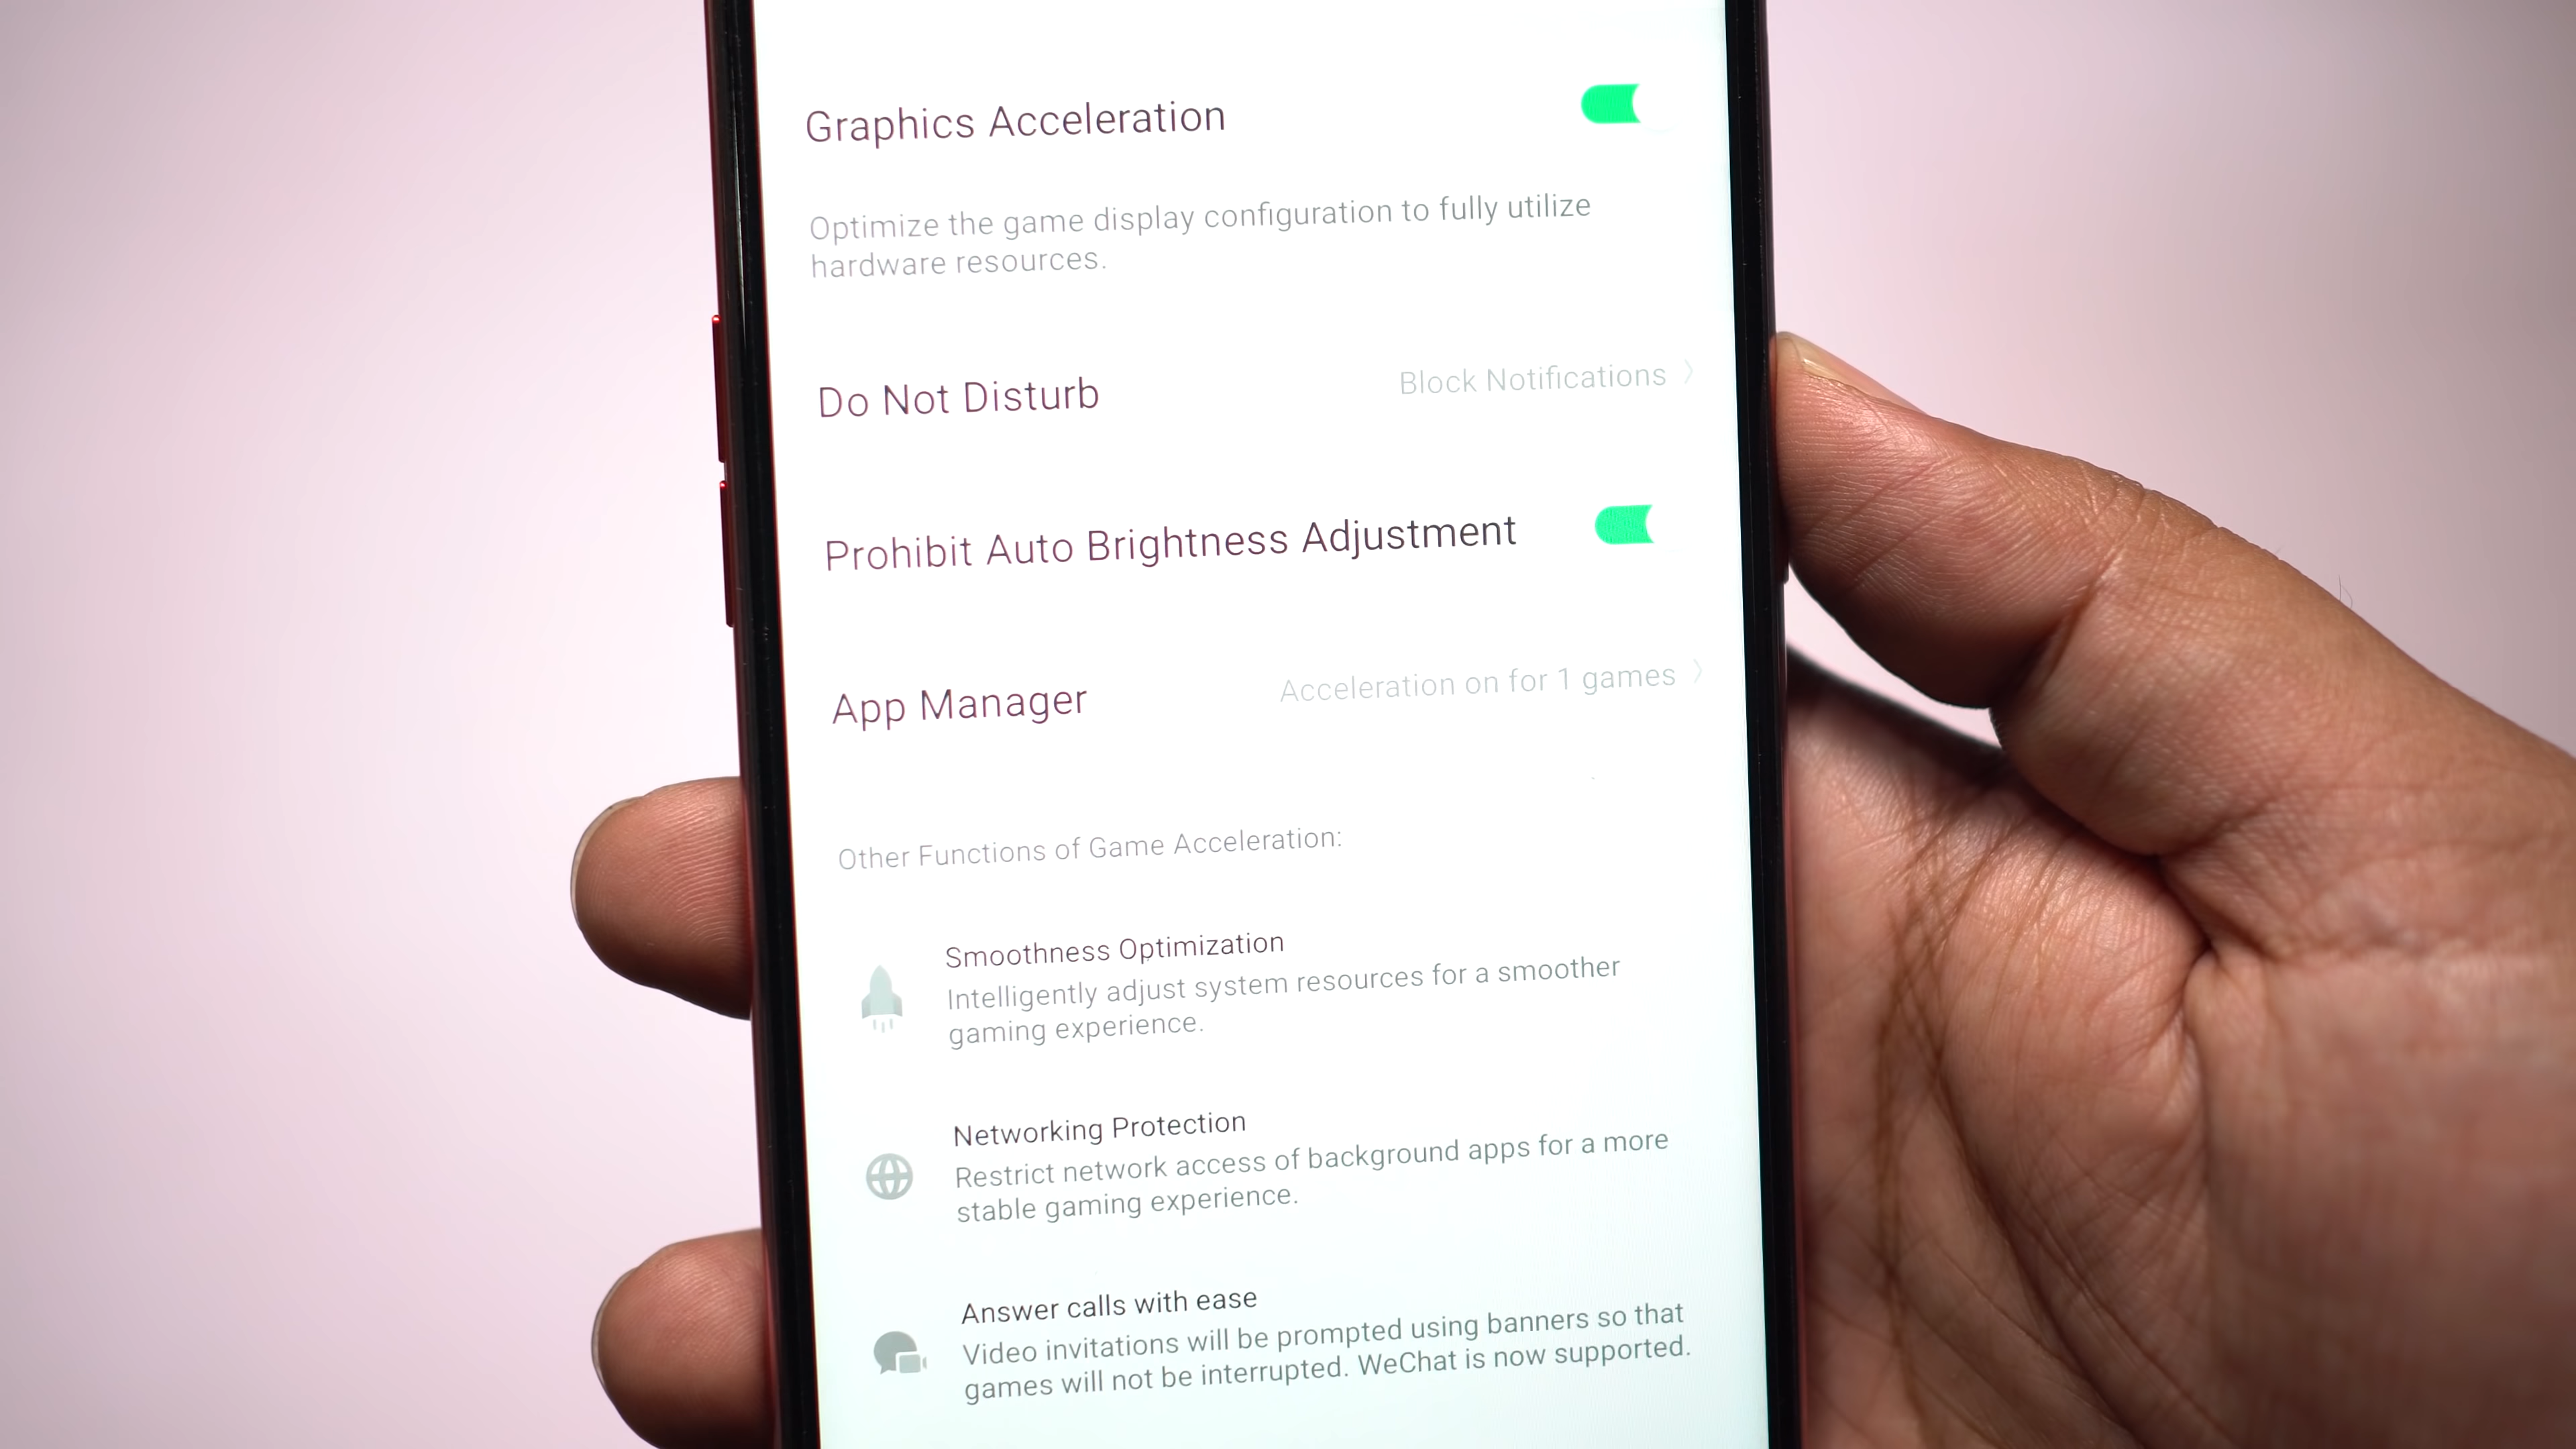 Graphics Acceleration
Optimize the game display configuration to fully utilize
hardware resources.
Do Not Disturb
Block Notifications
Prohibit Auto Brightness Adjustment
App Manager
Acceleration on for 1 games
Other Functions of Game Acceleration:
Smoothness Optimization
Intelligently adjust system resources for a smoother
gaming experience.
Networking Protection
Restrict network access of background apps for a more
stable gaming experience.
Answer calls with ease
Video invitations will be prompted using banners so that
games will not be interrupted. WeChat is now supported.